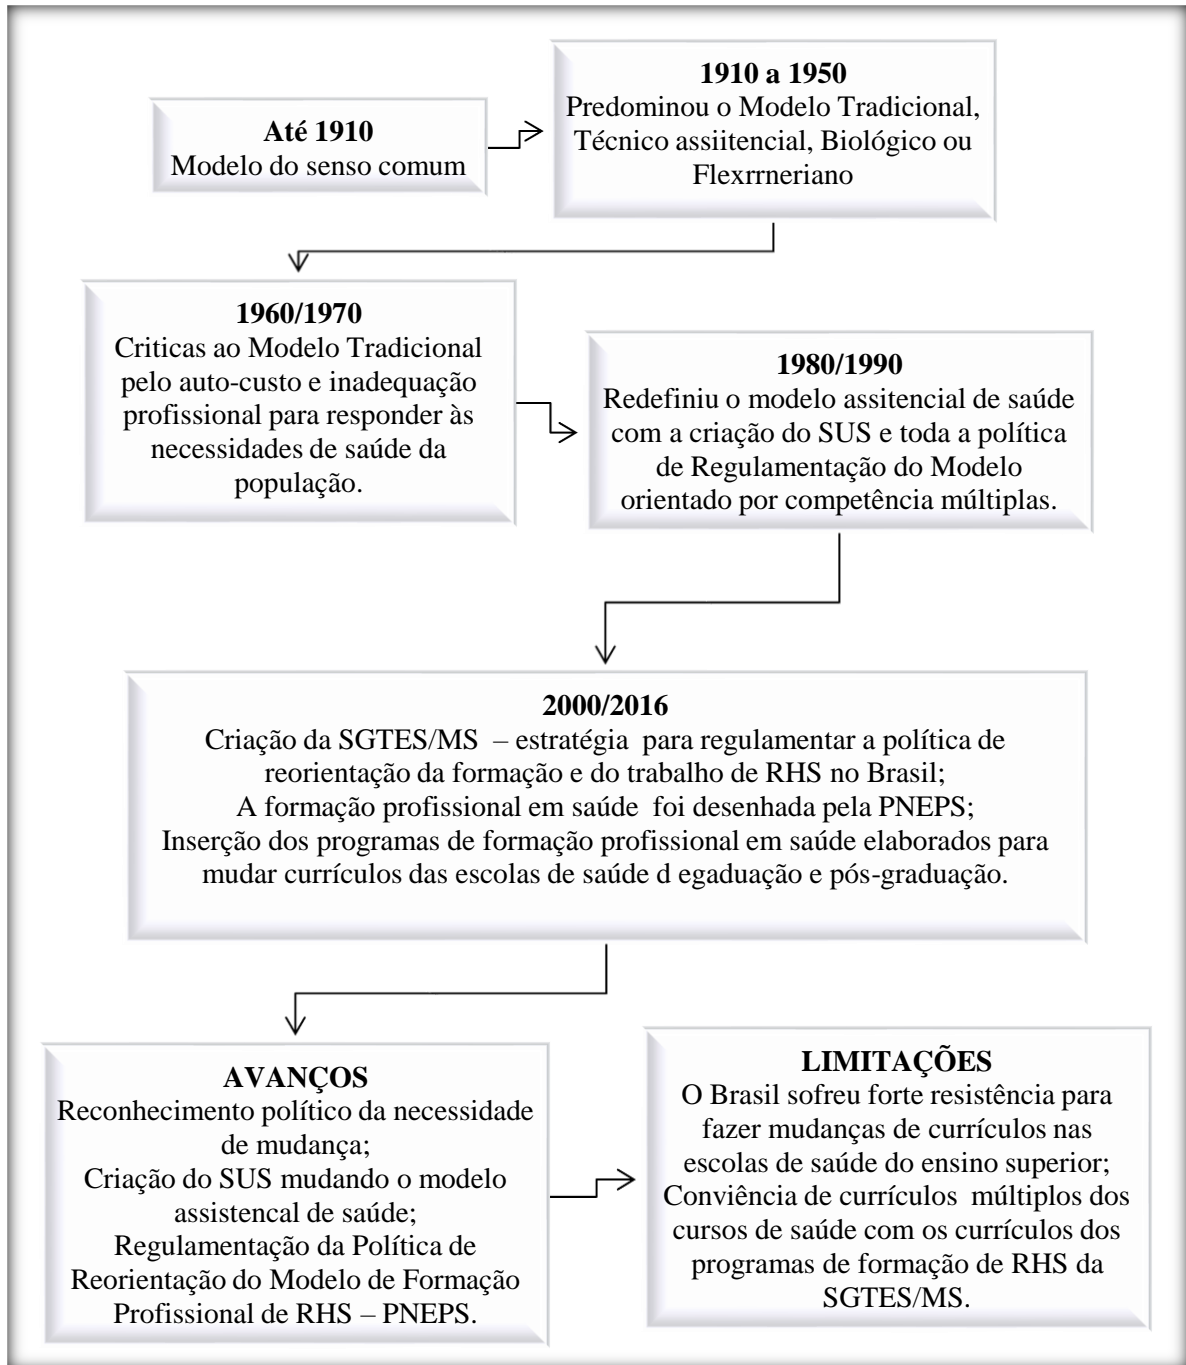 Até 1910
Modelo do senso comum
1910 a 1950
Predominou o Modelo Tradicional,
Técnico assiitencial, Biológico ou
Flexrrneriano
1960/1970
Criticas ao Modelo Tradicional
pelo auto-custo e inadequação
profissional para responder às
necessidades de saúde da
população.
1980/1990
Redefiniu o modelo assitencial de saúde
com a criação do SUS e toda a política
de Regulamentação do Modelo
orientado por competência múltiplas.
2000/2016
Criação da SGTES/MS – estratégia para regulamentar a política de
reorientação da formação e do trabalho de RHS no Brasil;
A formação profissional em saúde foi desenhada pela PNEPS;
Inserção dos programas de formação profissional em saúde elaborados para
mudar currículos das escolas de saúde d egaduação e pós-graduação.
AVANÇOS
Reconhecimento político da necessidade
de mudança;
Criação do SUS mudando o modelo
assistencal de saúde;
Regulamentação da Política de
Reorientação do Modelo de Formação
Profissional de RHS – PNEPS.
LIMITAÇÕES
O Brasil sofreu forte resistência para
fazer mudanças de currículos nas
escolas de saúde do ensino superior;
Conviência de currículos múltiplos dos
cursos de saúde com os currículos dos
programas de formação de RHS da
SGTES/MS.